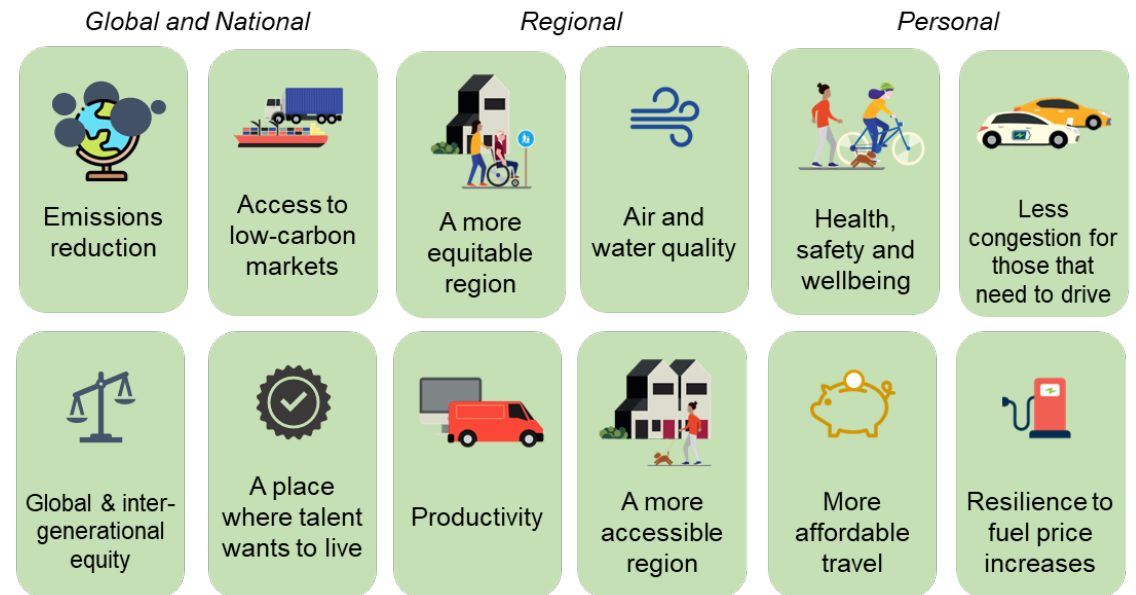 Global and National
Regional
Personal
Emissions
reduction
Access to
low-carbon
markets
A more
equitable
region
Air and
water quality
Health,
safety and
wellbeing
Less
congestion for
those that
need to drive
Global & inter-
generational
equity
A place
where talent
wants to live
Productivity
A more
accessible
region
More
affordable
travel
Resilience to
fuel price
increases